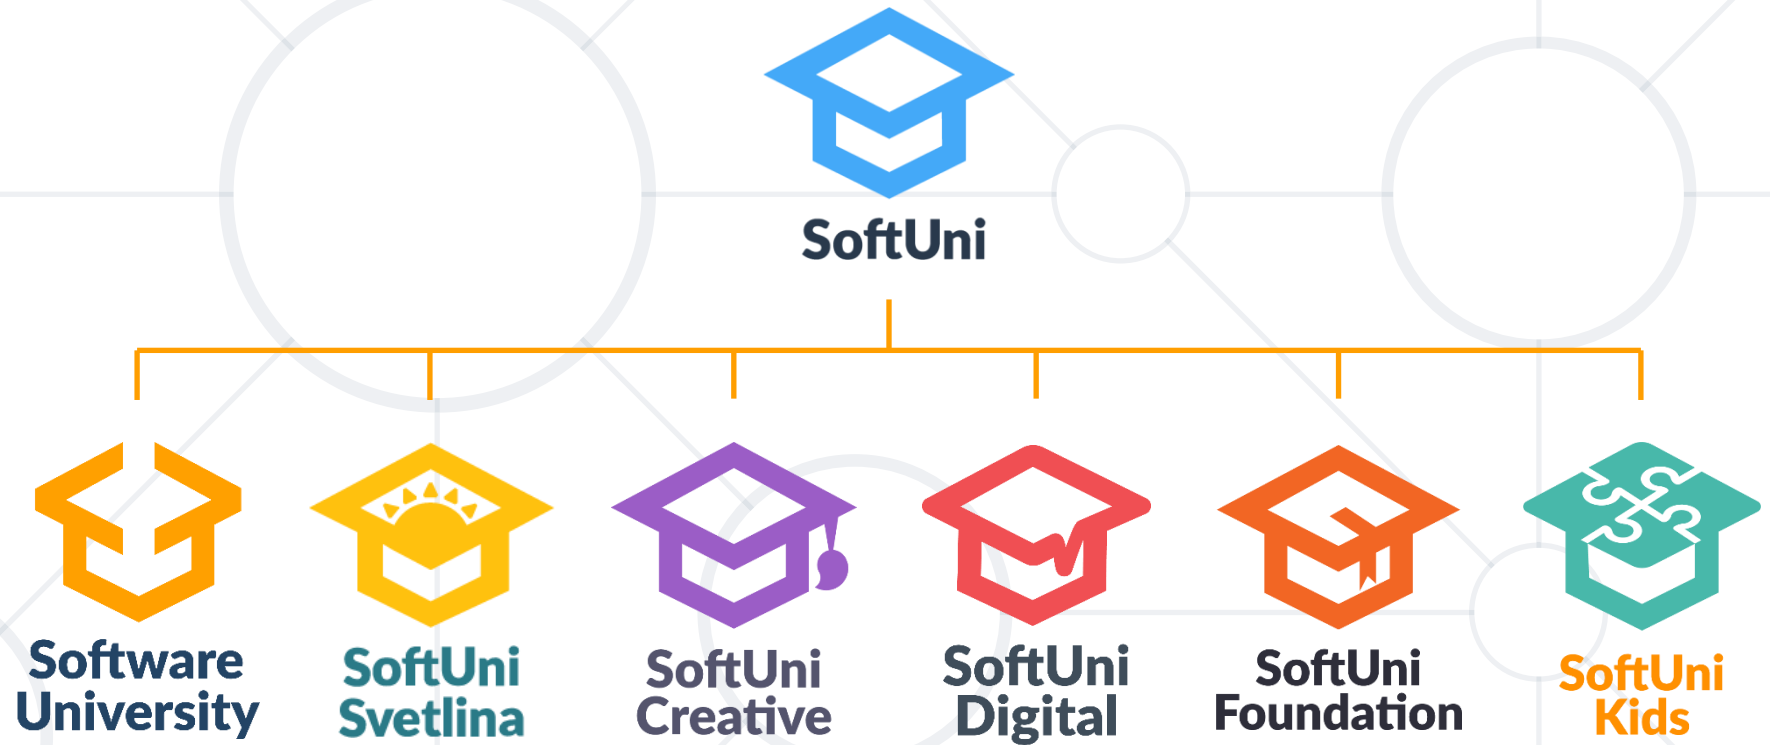 SoftUni
Software
University
SoftUni
Svetlina
SoftUni
Creative
SoftUni
Digital
SoftUni
Foundation
SoftUni
Kids